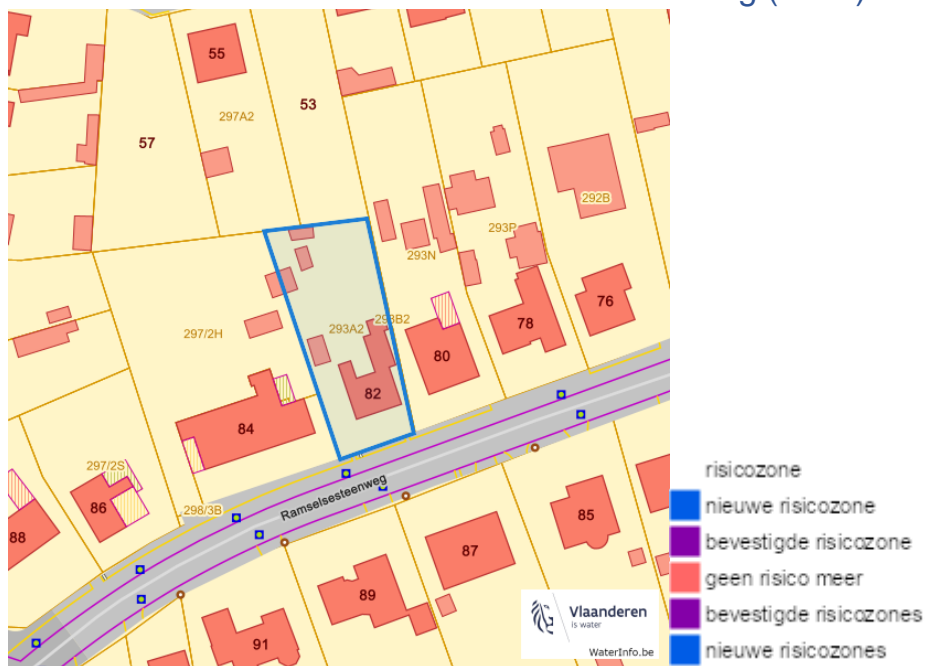 55
53
297A2
57
292B
293P
293N
76
297/2H
293A2
293B2
78
80
82
84
297/2S
86
298/3B
Ramselsesteenweg
88
85
87
89
91
Vlaanderen
is water
WaterInfo.be
risicozone
nieuwe risicozone
bevestigde risicozone
geen risico meer
bevestigde risicozones
nieuwe risicozones